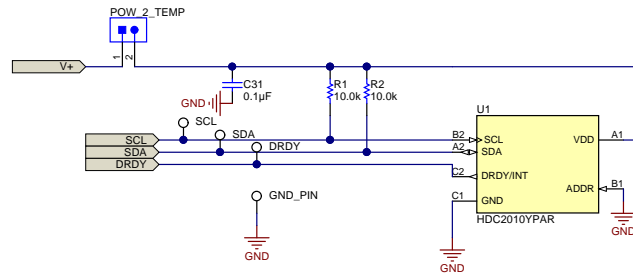 POW_2_TEMP
1
2
V+
C31
0.1µF
GND
R1
10.0k
R2
10.0k
SCL
SDA
DRDY
SCL
SDA
DRDY
GND_PIN
GND
U1
B2
SCL
VDD
A1
A2
SDA
C2
DRDY/INT
ADDR
B1
C1
GND
HDC2010YPAR
GND
GND